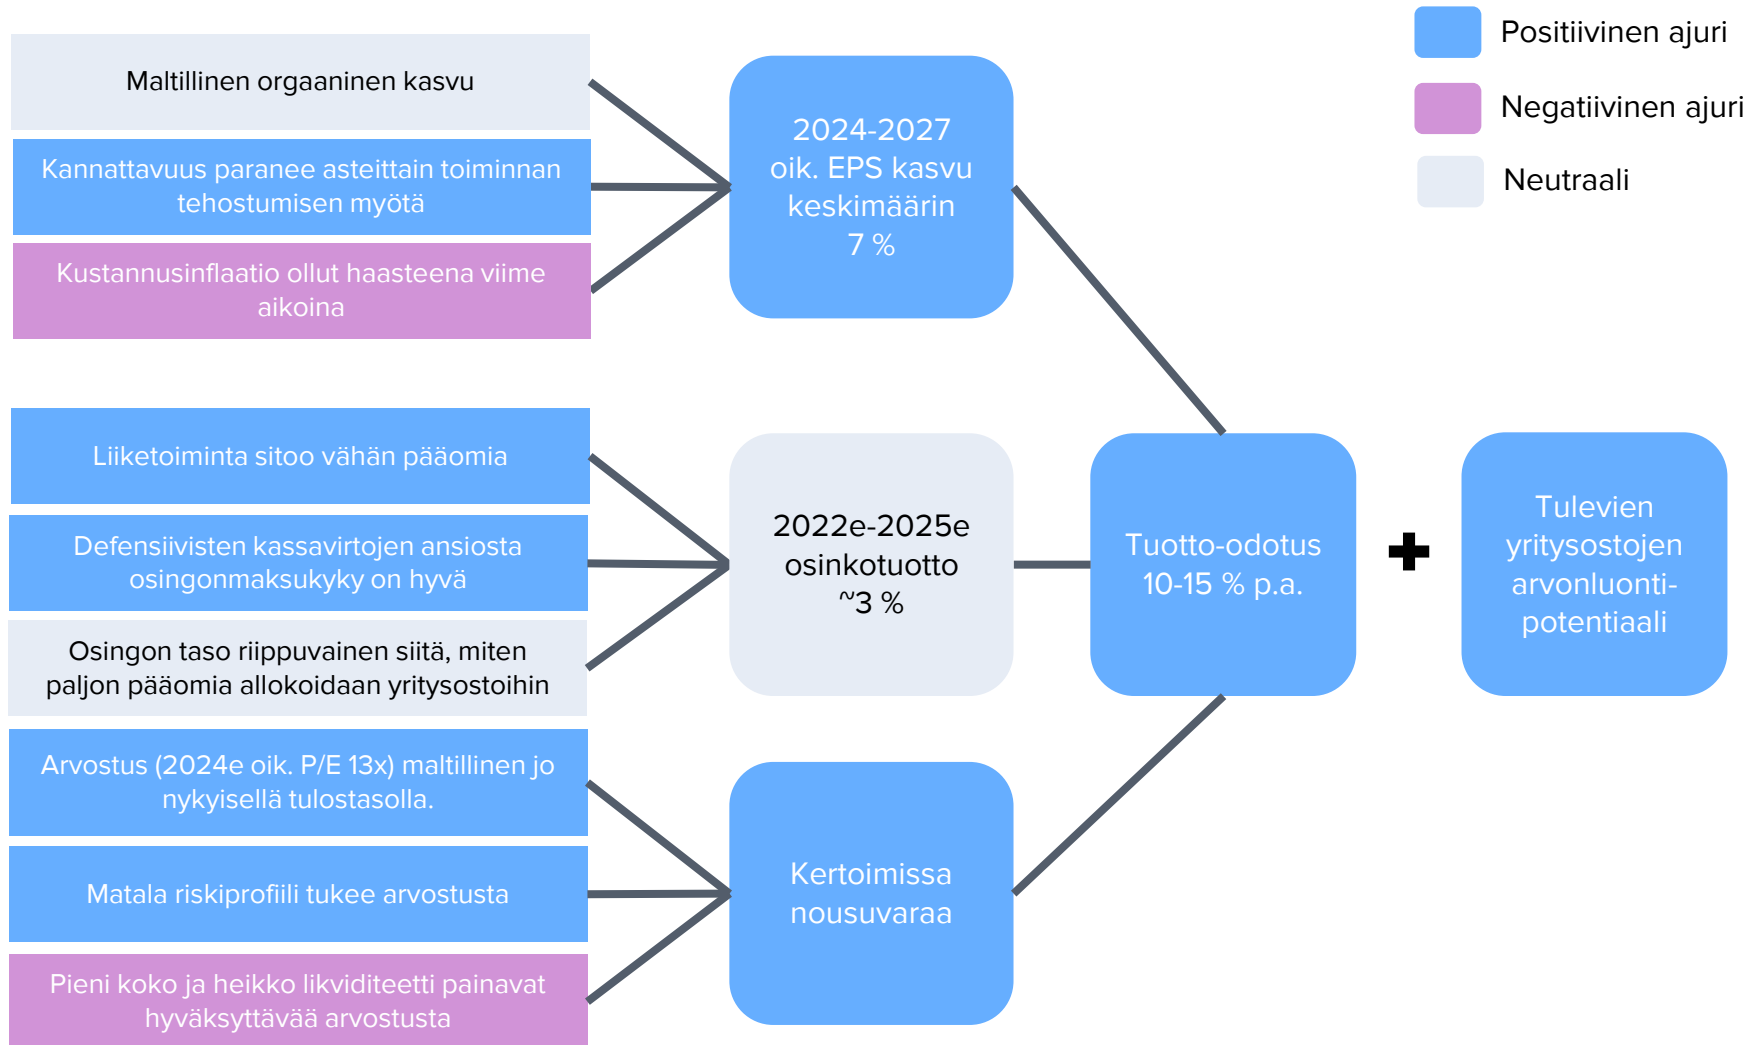 Maltillinen orgaaninen kasvu
Kannattavuus paranee asteittain toiminnan
tehostumisen myötä
Kustannusinflaatio ollut haasteena viime
aikoina
Liiketoiminta sitoo vähän pääomia
Defensiivisten kassavirtojen ansiosta
osingonmaksukyky on hyvä
Osingon taso riippuvainen siitä, miten
paljon pääomia allokoidaan yritysostoihin
Arvostus (2024e oik. P/E 13x) maltillinen jo
nykyisellä tulostasolla.
Matala riskiprofiili tukee arvostusta
Pieni koko ja heikko likviditeetti painavat
hyväksyttävää arvostusta
2024-2027
oik. EPS kasvu
keskimäärin
7 %
2022e-2025e
osinkotuotto
~3 %
Kertoimissa
nousuvaraa
Tuotto-odotus
10-15 % p.a.
Tulevien
yritysostojen
arvonluonti-
potentiaali
Positiivinen ajuri
Negatiivinen ajuri
Neutraali